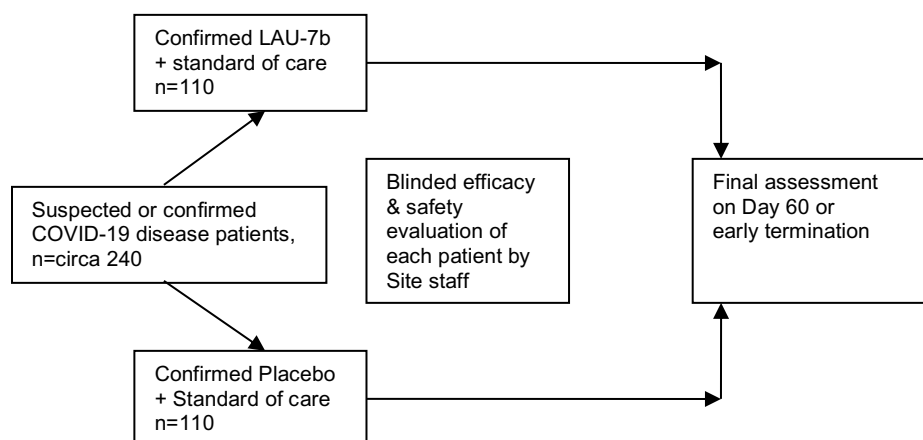 Confirmed LAU-7b
+ standard of care
n=110
Suspected or confirmed
COVID-19 disease patients,
n=circa 240
Blinded efficacy
& safety
evaluation of
each patient by
Site staff
Final assessment
on Day 60 or
early termination
Confirmed Placebo
+ Standard of care
n=110